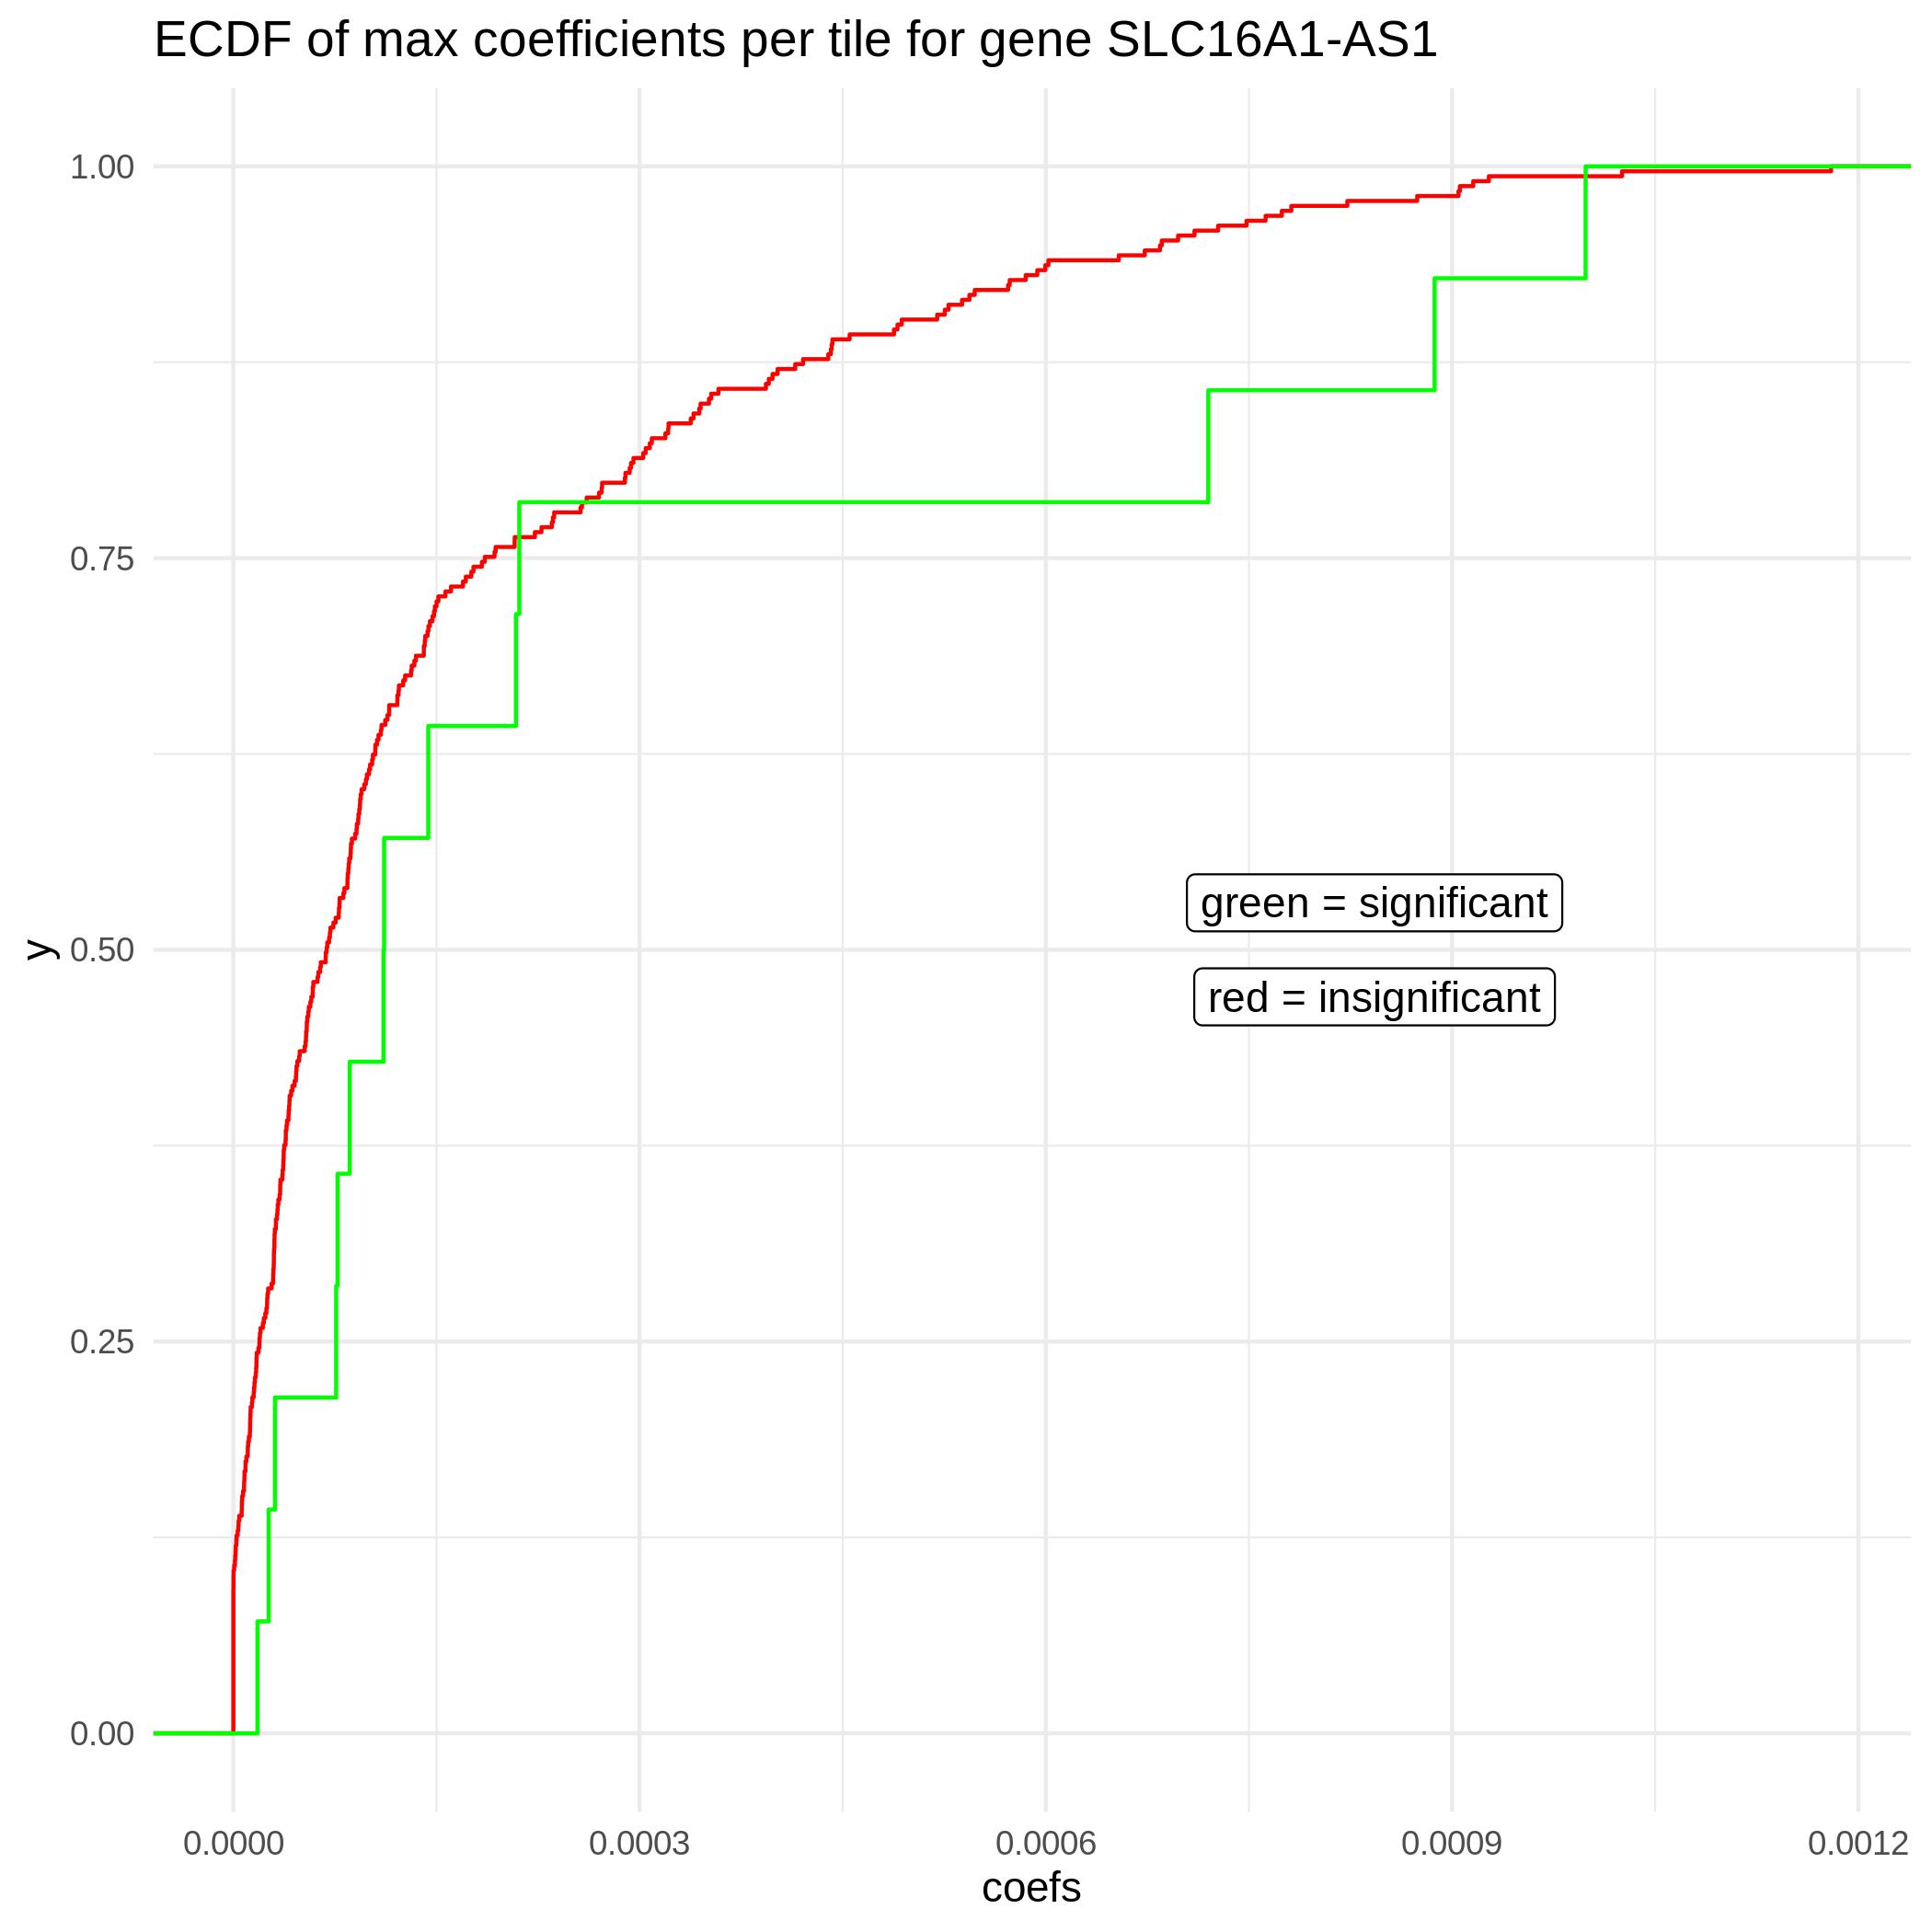 ECDF of max coefficients per tile for gene SLC16A1-AS1
1.00
0.75
0.50
0.25
0.00
y
green = significant
red = insignificant
0.0000
0.0003
0.0006
0.0009
0.0012
coefs